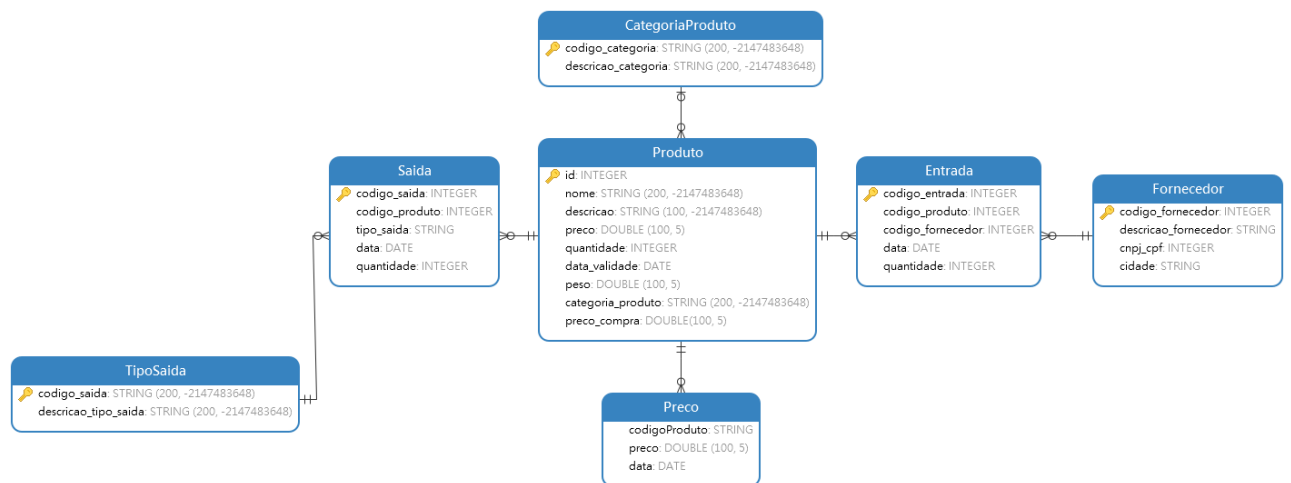 CategoriaProduto
codigo_categoria: STRING (200, -2147483648)
descricao_categoria: STRING (200, -2147483648)
Saida
codigo_saida: INTEGER
codigo_produto: INTEGER
tipo_saida: STRING
data: DATE
quantidade: INTEGER
Produto
id: INTEGER
nome: STRING (200, -2147483648)
descricao: STRING (100, -2147483648)
preco: DOUBLE (100, 5)
quantidade: INTEGER
data_validade: DATE
peso: DOUBLE (100, 5)
categoria_produto: STRING (200, -2147483648)
preco_compra: DOUBLE(100, 5)
Entrada
codigo_entrada: INTEGER
codigo_produto: INTEGER
codigo_fornecedor: INTEGER
data: DATE
quantidade: INTEGER
Fornecedor
codigo_fornecedor: INTEGER
descricao_fornecedor: STRING
cnpj_cpf: INTEGER
cidade: STRING
TipoSaida
codigo_saida: STRING (200, -2147483648)
descricao_tipo_saida: STRING (200, -2147483648)
Preco
codigoProduto: STRING
preco: DOUBLE (100, 5)
data: DATE